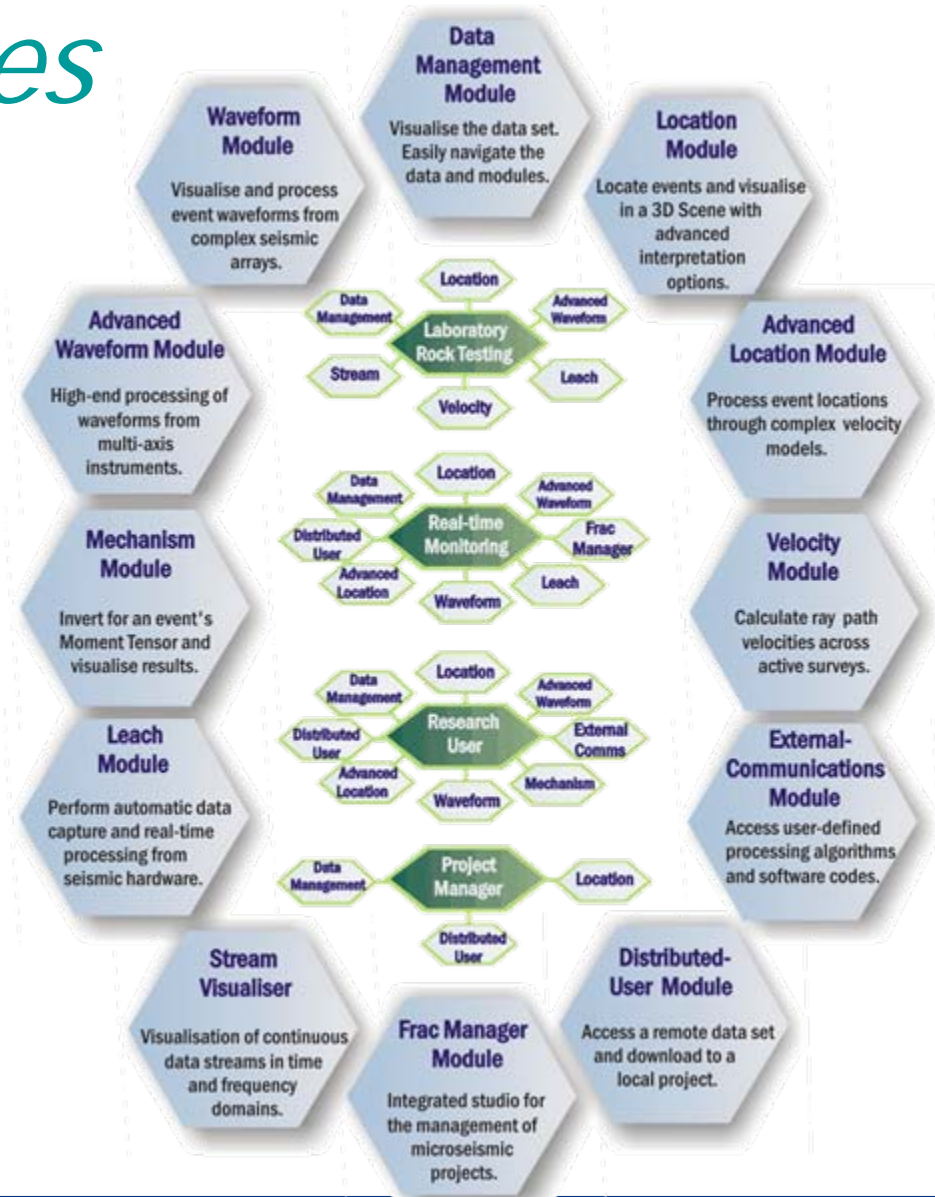 es
Data
Management
Module
Visualise the data set.
Easily navigate the
data and modules.
Waveform
Module
Visualise and process
event waveforms from
complex seismic
arrays.
Location
Module
Locate events and visualise
in a 3D Scene with
advanced
interpretation
options.
Advanced
Waveform Module
High-end processing of
waveforms from
multi-axis
instruments.
Advanced
Location Module
Process event locations
through complex velocity
models.
Mechanism
Module
Invert for an event's
Moment Tensor and
visualise results.
Velocity
Module
Calculate ray path
velocities across
active surveys.
Leach
Module
Perform automatic data
capture and real-time
processing from
seismic hardware.
External-
Communications
Module
Access user-defined
processing algorithms
and software codes.
Stream
Visualiser
Visualisation of continuous
data streams in time
and frequency
domains.
Frac Manager
Module
Integrated studio for
the management of
microseismic
projects.
Distributed-
User Module
Access a remote data set
and download to a
local project.
Laboratory
Rock Testing
Location
Data
Management
Advanced
Waveform
Stream
Leach
Velocity
Real-time
Monitoring
Location
Data
Management
Advanced
Waveform
Distributed
User
Frac
Manager
Advanced
Location
Leach
Waveform
Research
User
Location
Data
Management
Advanced
Waveform
Distributed
User
External
Comms
Advanced
Location
Mechanism
Waveform
Project
Manager
Data
Management
Location
Distributed
User